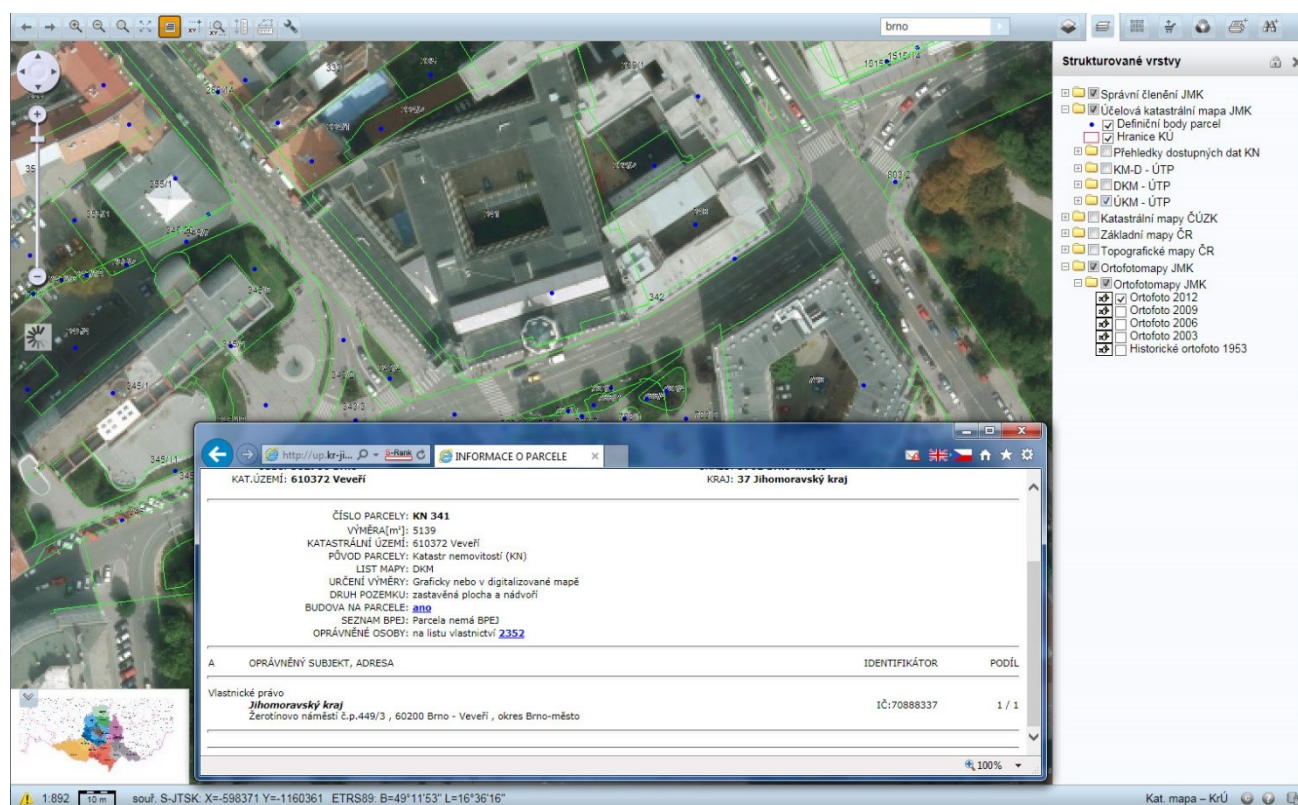 brno
Strukturované vrstvy
Správní členění JMK
Účelová katastrální mapa JMK
Definiční body parcel
Hranice KÚ
Přehledky dostupných dat KN
KM-D - ÚTP
DKM - ÚTP
ÚKM - ÚTP
Katastrální mapy ČÚZK
Základní mapy ČR
Topografické mapy ČR
Ortofotomapy JMK
Ortofotomapy JMK
Ortofoto 2012
Ortofoto 2009
Ortofoto 2006
Ortofoto 2003
Historické ortofoto 1953
342
345/1
http://up.kr-ji...
S-Rank
INFORMACE O PARCELE
KAT.ÚZEMÍ: 610372 Veveří
KRAJ: 37 Jihomoravský kraj
ČÍSLO PARCELY: KN 341
VÝMĚRA[m²]: 5139
KATASTRÁLNÍ ÚZEMÍ: 610372 Veveří
PŮVOD PARCELY: Katastr nemovitostí (KN)
LIST MAPY: DKM
URČENÍ VÝMĚRY: Graficky nebo v digitalizované mapě
DRUH POZEMKU: zastavěná plocha a nádvoří
BUDOVA NA PARCELE: ano
SEZNAM BPEJ: Parcela nemá BPEJ
OPRÁVNĚNÉ OSOBY: na listu vlastnictví 2352
A OPRÁVNĚNÝ SUBJEKT, ADRESA IDENTIFIKÁTOR PODÍL
Vlastnické právo
Jihomoravský kraj IČ:70888337 1 / 1
Žerotínovo náměstí č.p.449/3 , 60200 Brno - Veveří , okres Brno-město
100%
1:892 10 m souř. S-JTSK: X=-598371 Y=-1160361 ETRS89: B=49°11'53" L=16°36'16" Kat. mapa – KrÚ